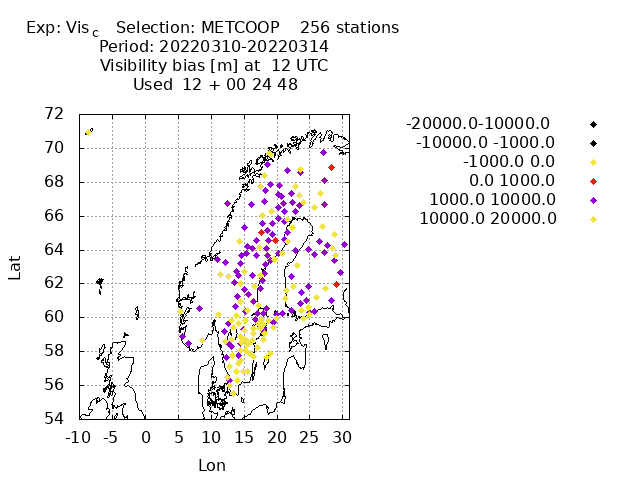 Exp: Vis c Selection: METCOOP 256 stations
Period: 20220310-20220314
Visibility bias [m] at 12 UTC
Used 12 + 00 24 48
-20000.0-10000.0
-10000.0 -1000.0
-1000.0 0.0
0.0 1000.0
1000.0 10000.0
10000.0 20000.0
72
70
68
66
64
62
60
58
56
54
Lat
-10 -5 0 5 10 15 20 25 30
Lon